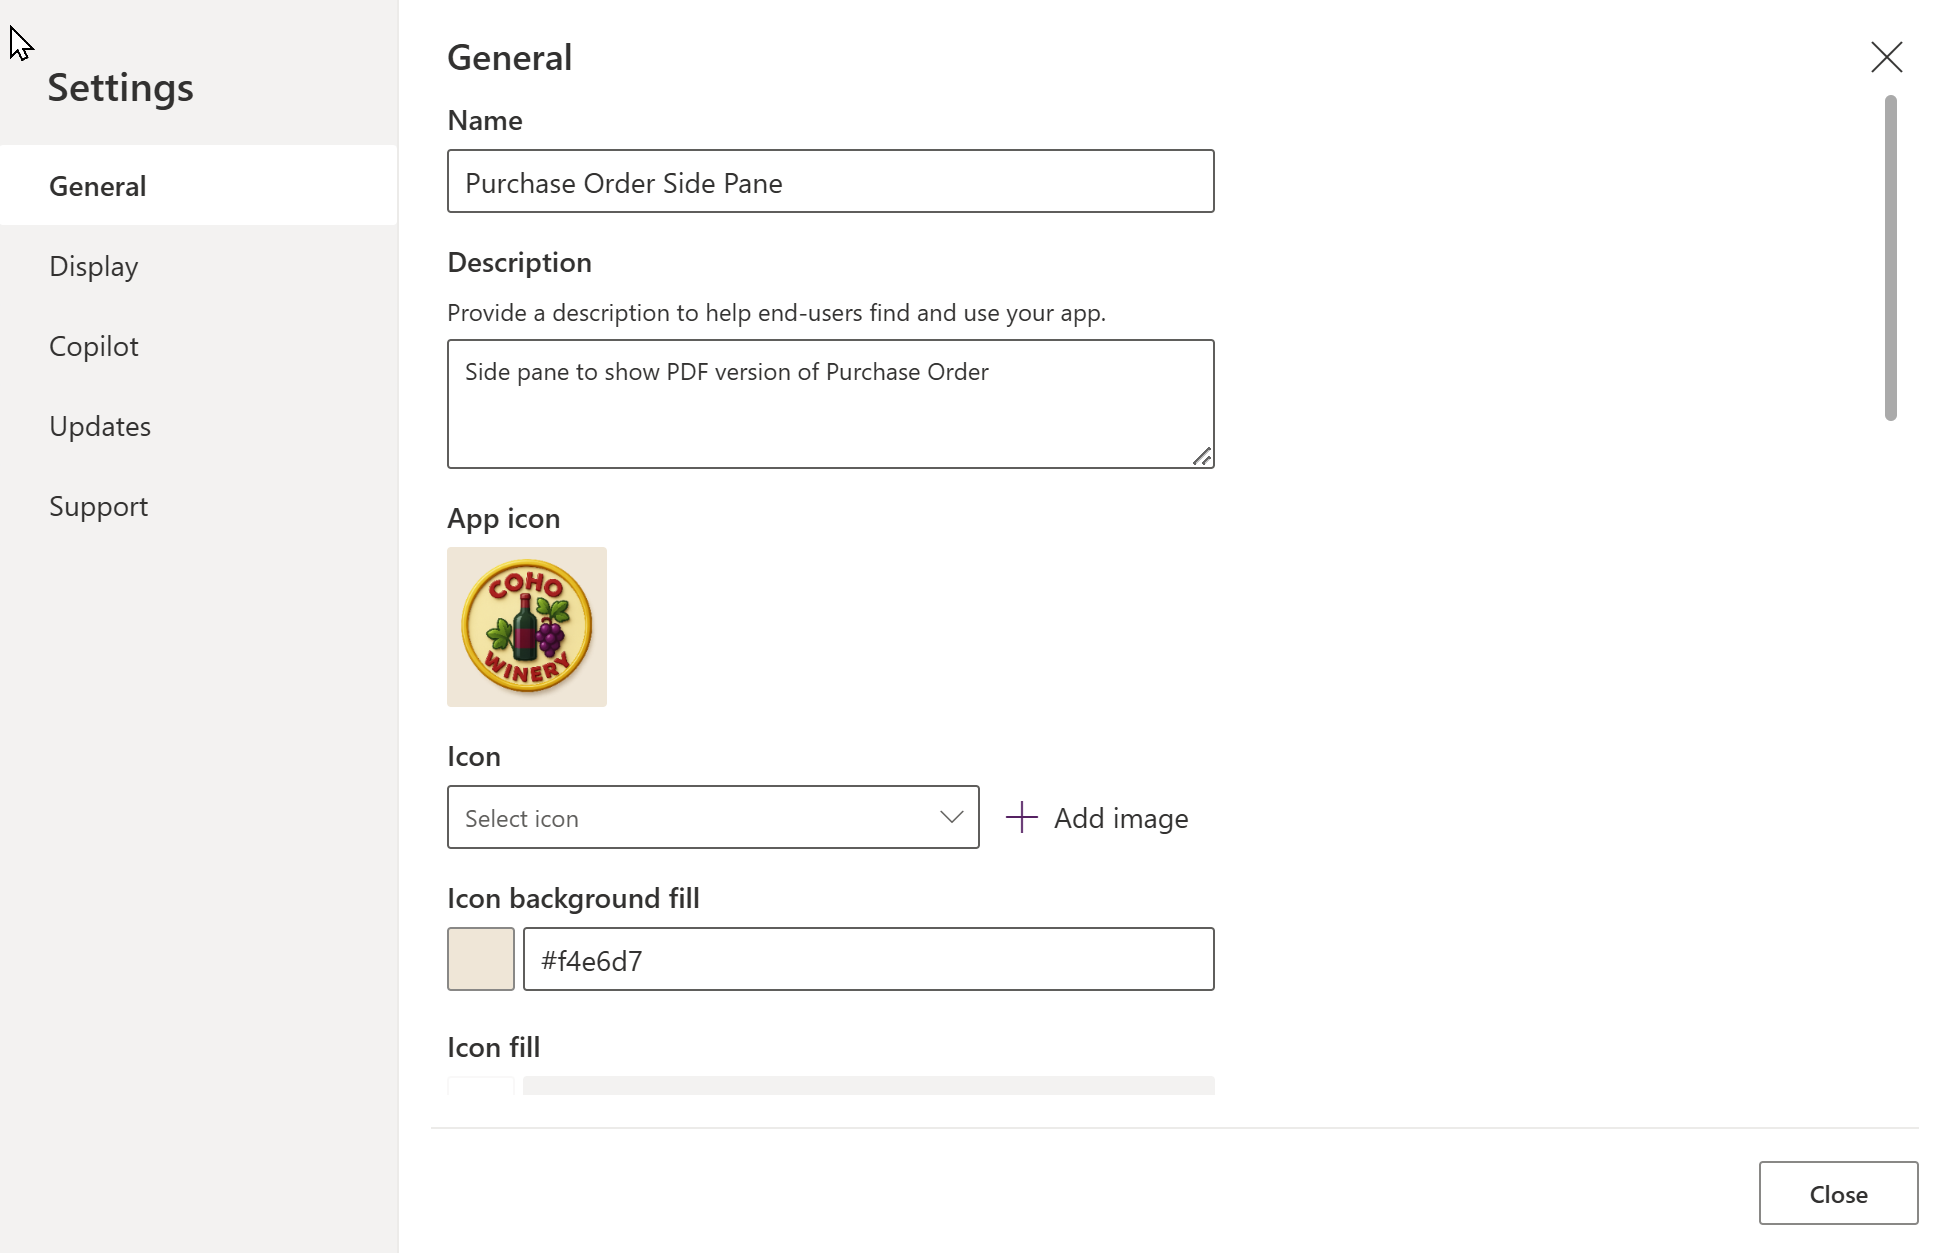 Settings
General
Display
Copilot
Updates
Support
General
Name
Purchase Order Side Pane
Description
Provide a description to help end-users find and use your app.
Side pane to show PDF version of Purchase Order
App icon
COHO
WINERY
Icon
Select icon
Add image
Icon background fill
#f4e6d7
Icon fill
Close